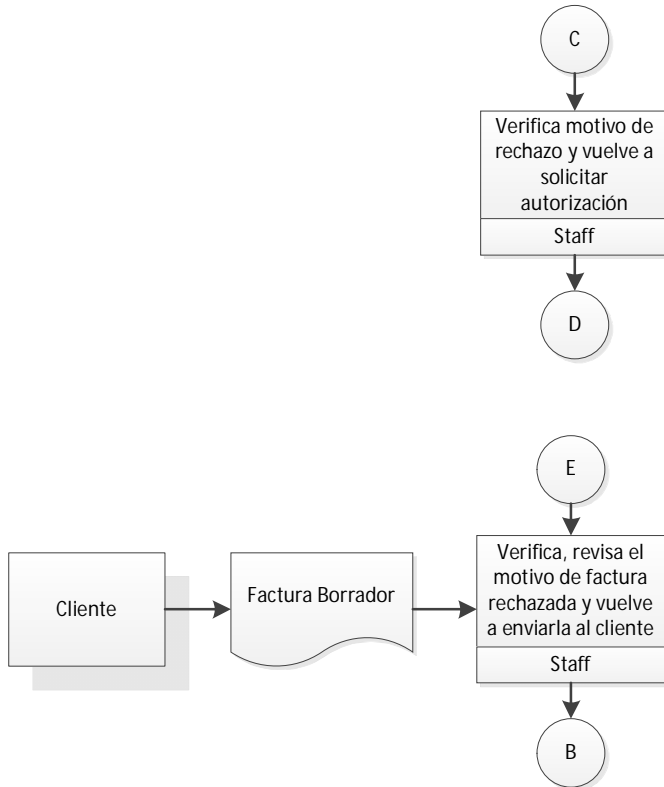 C
Verifica motivo de
rechazo y vuelve a
solicitar
autorización
Staff
D
E
Cliente
Factura Borrador
Verifica, revisa el
motivo de factura
rechazada y vuelve
a enviarla al cliente
Staff
B